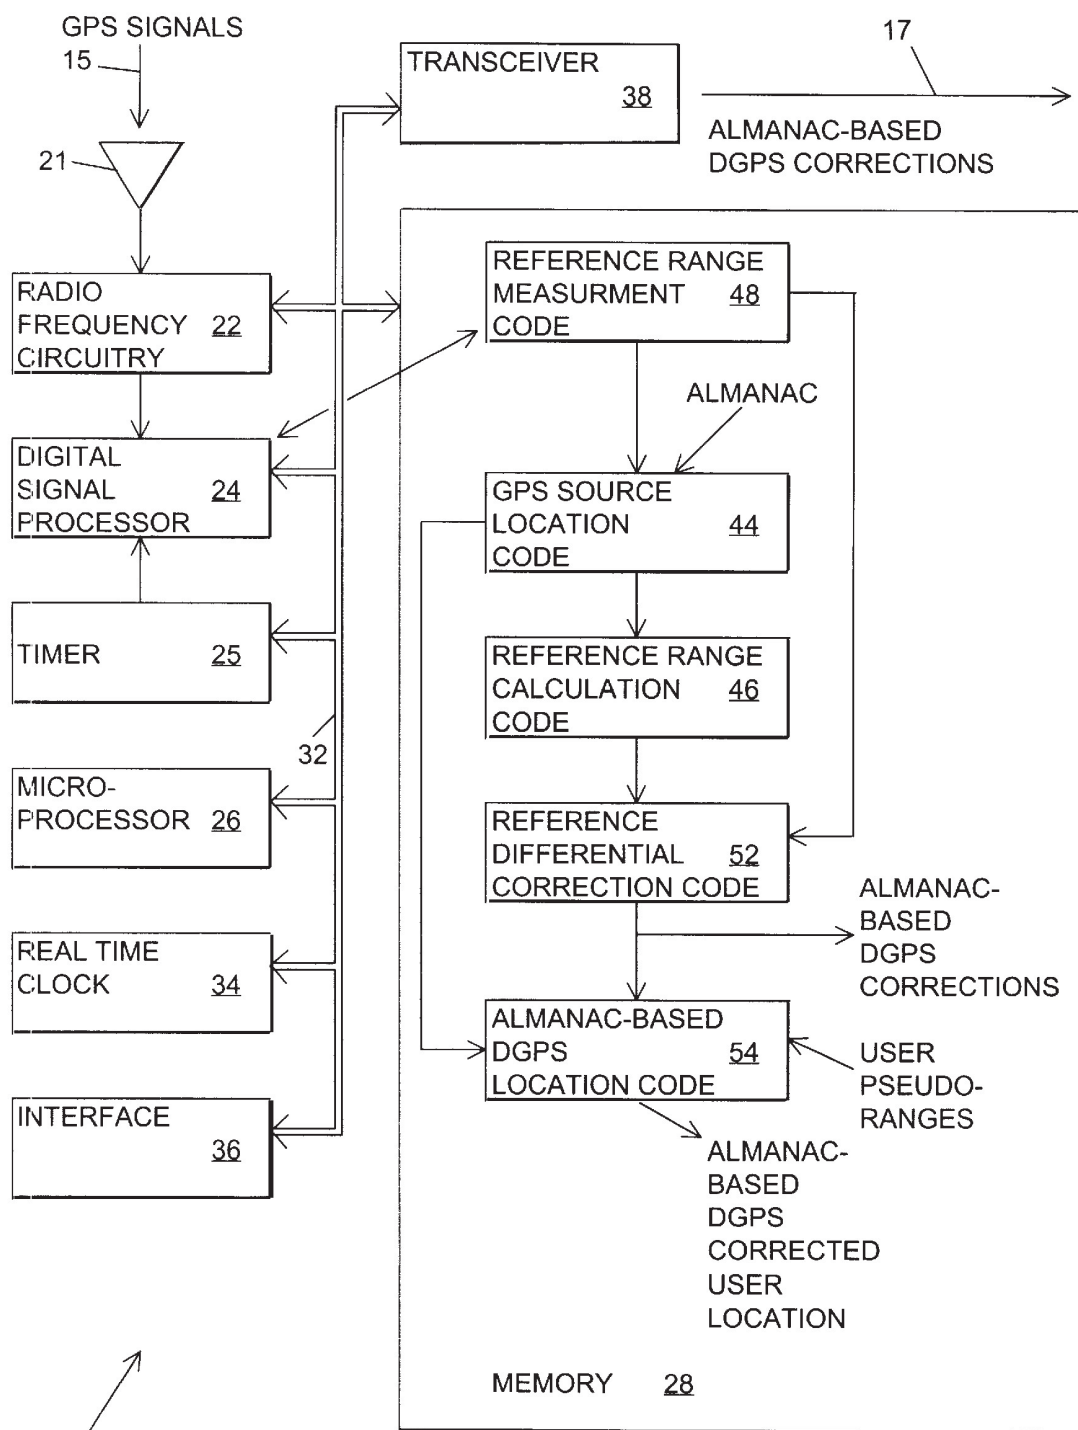 GPS SIGNALS
15
21
RADIO
FREQUENCY 22
CIRCUITRY
DIGITAL
SIGNAL 24
PROCESSOR
TIMER 25
32
MICRO-
PROCESSOR 26
REAL TIME
CLOCK 34
INTERFACE
36
TRANSCEIVER
38
17
ALMANAC-BASED
DGPS CORRECTIONS
REFERENCE RANGE
MEASURMENT 48
CODE
ALMANAC
GPS SOURCE
LOCATION 44
CODE
REFERENCE RANGE
CALCULATION 46
CODE
REFERENCE
DIFFERENTIAL 52
CORRECTION CODE
ALMANAC-
BASED
DGPS
CORRECTIONS
ALMANAC-BASED
DGPS 54
LOCATION CODE
USER
PSEUDO-
RANGES
ALMANAC-
BASED
DGPS
CORRECTED
USER
LOCATION
MEMORY 28